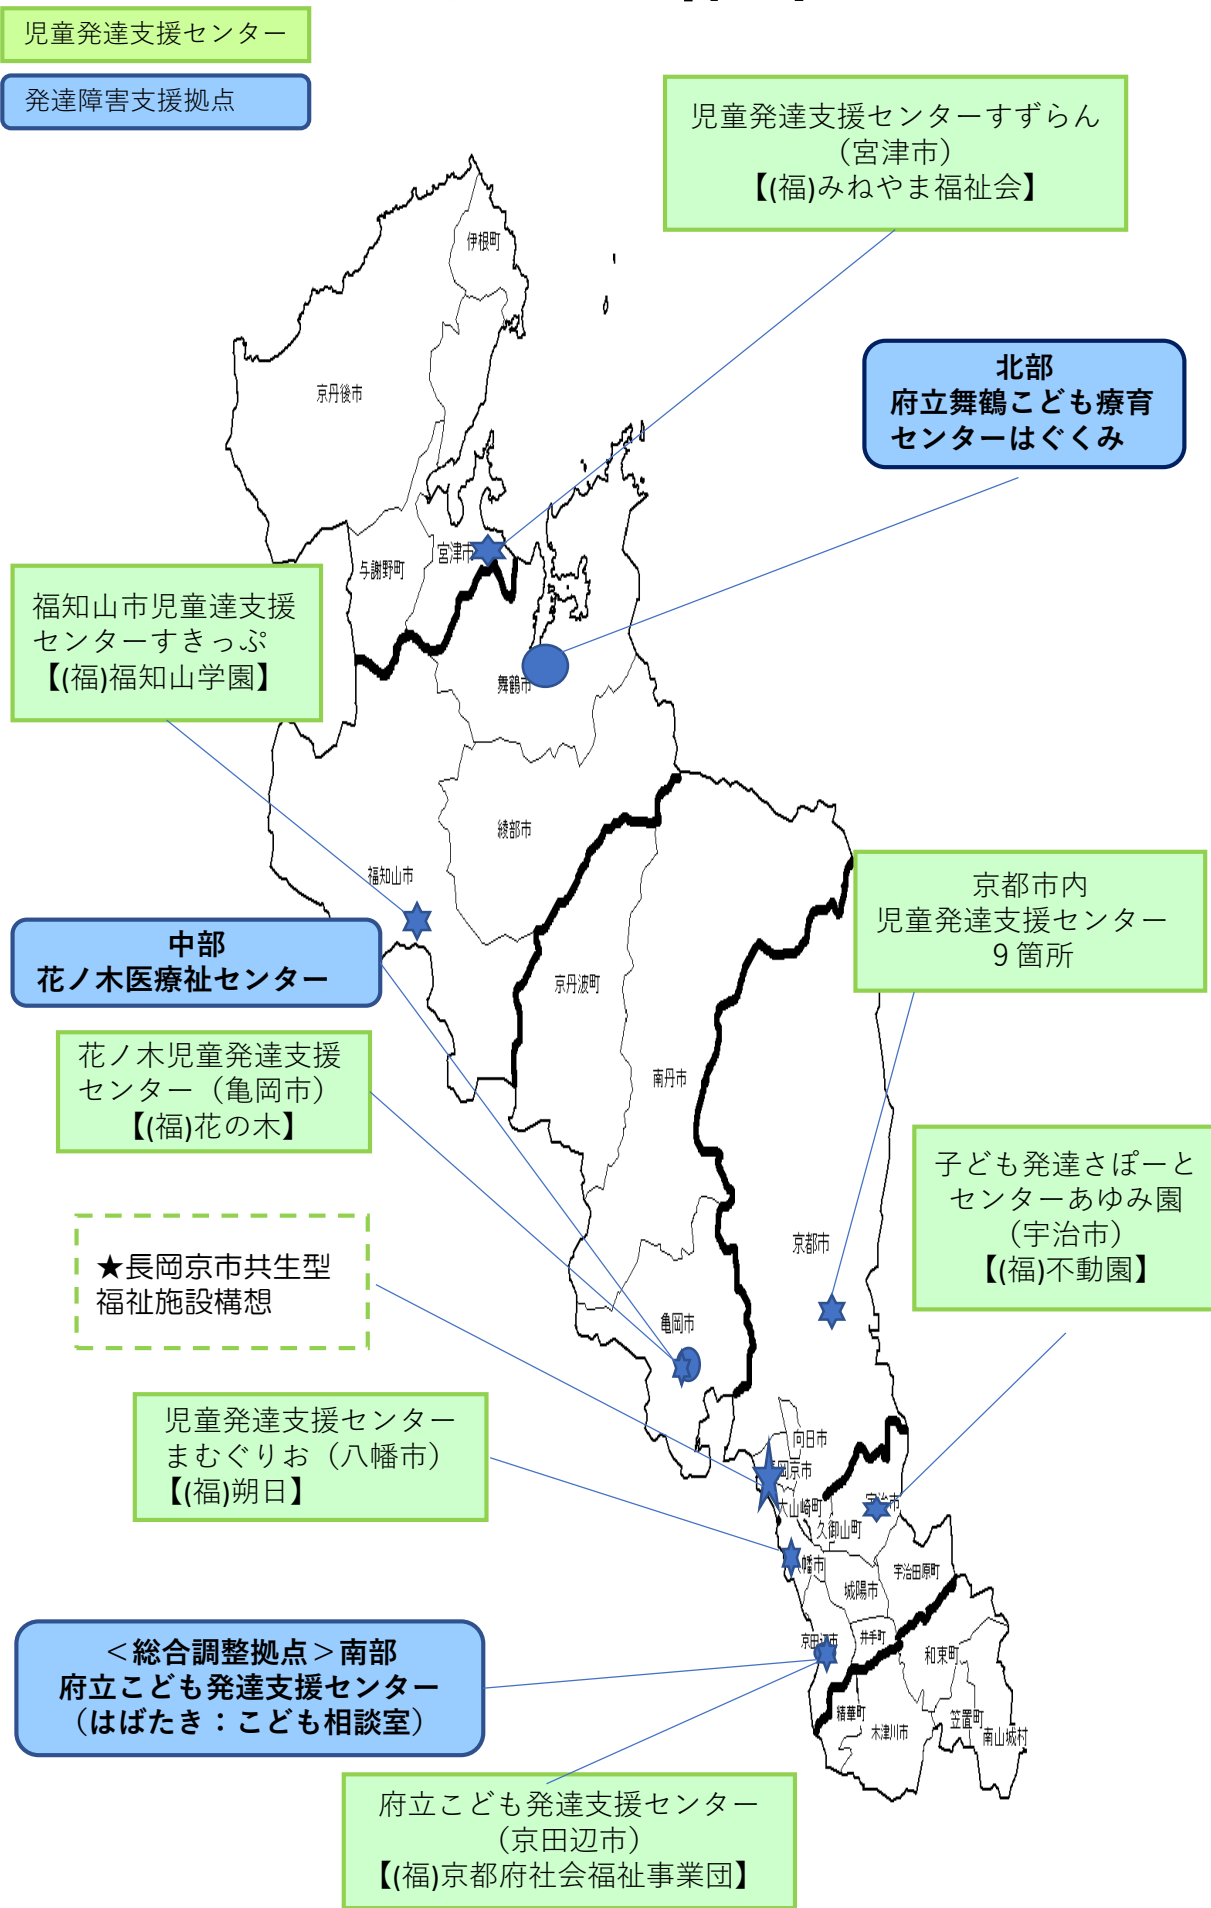 児童発達支援センター
発達障害支援拠点
児童発達支援センターすずらん
（宮津市）
【(福)みねやま福祉会】
伊根町
北部
府立舞鶴こども療育
センターはぐくみ
京丹後市
宮津市
与謝野町
福知山市児童達支援
センターすきっぷ
【(福)福知山学園】
舞鶴市
綾部市
福知山市
京都市内
児童発達支援センター
９箇所
中部
花ノ木医療祉センター
京丹波町
花ノ木児童発達支援
センター（亀岡市）
【(福)花の木】
南丹市
子ども発達さぽーと
センターあゆみ園
（宇治市）
【(福)不動園】
★長岡京市共生型
福祉施設構想
京都市
亀岡市
児童発達支援センター
まむぐりお（八幡市）
【(福)朔日】
向日市
岡京市
大山崎町
宇治市
久御山町
幡市
城陽市
宇治田原町
＜総合調整拠点＞南部
府立こども発達支援センター
（はばたき：こども相談室）
京田辺市
井手町
和束町
精華町
木津川市
笠置町
南山城村
府立こども発達支援センター
（京田辺市）
【(福)京都府社会福祉事業団】